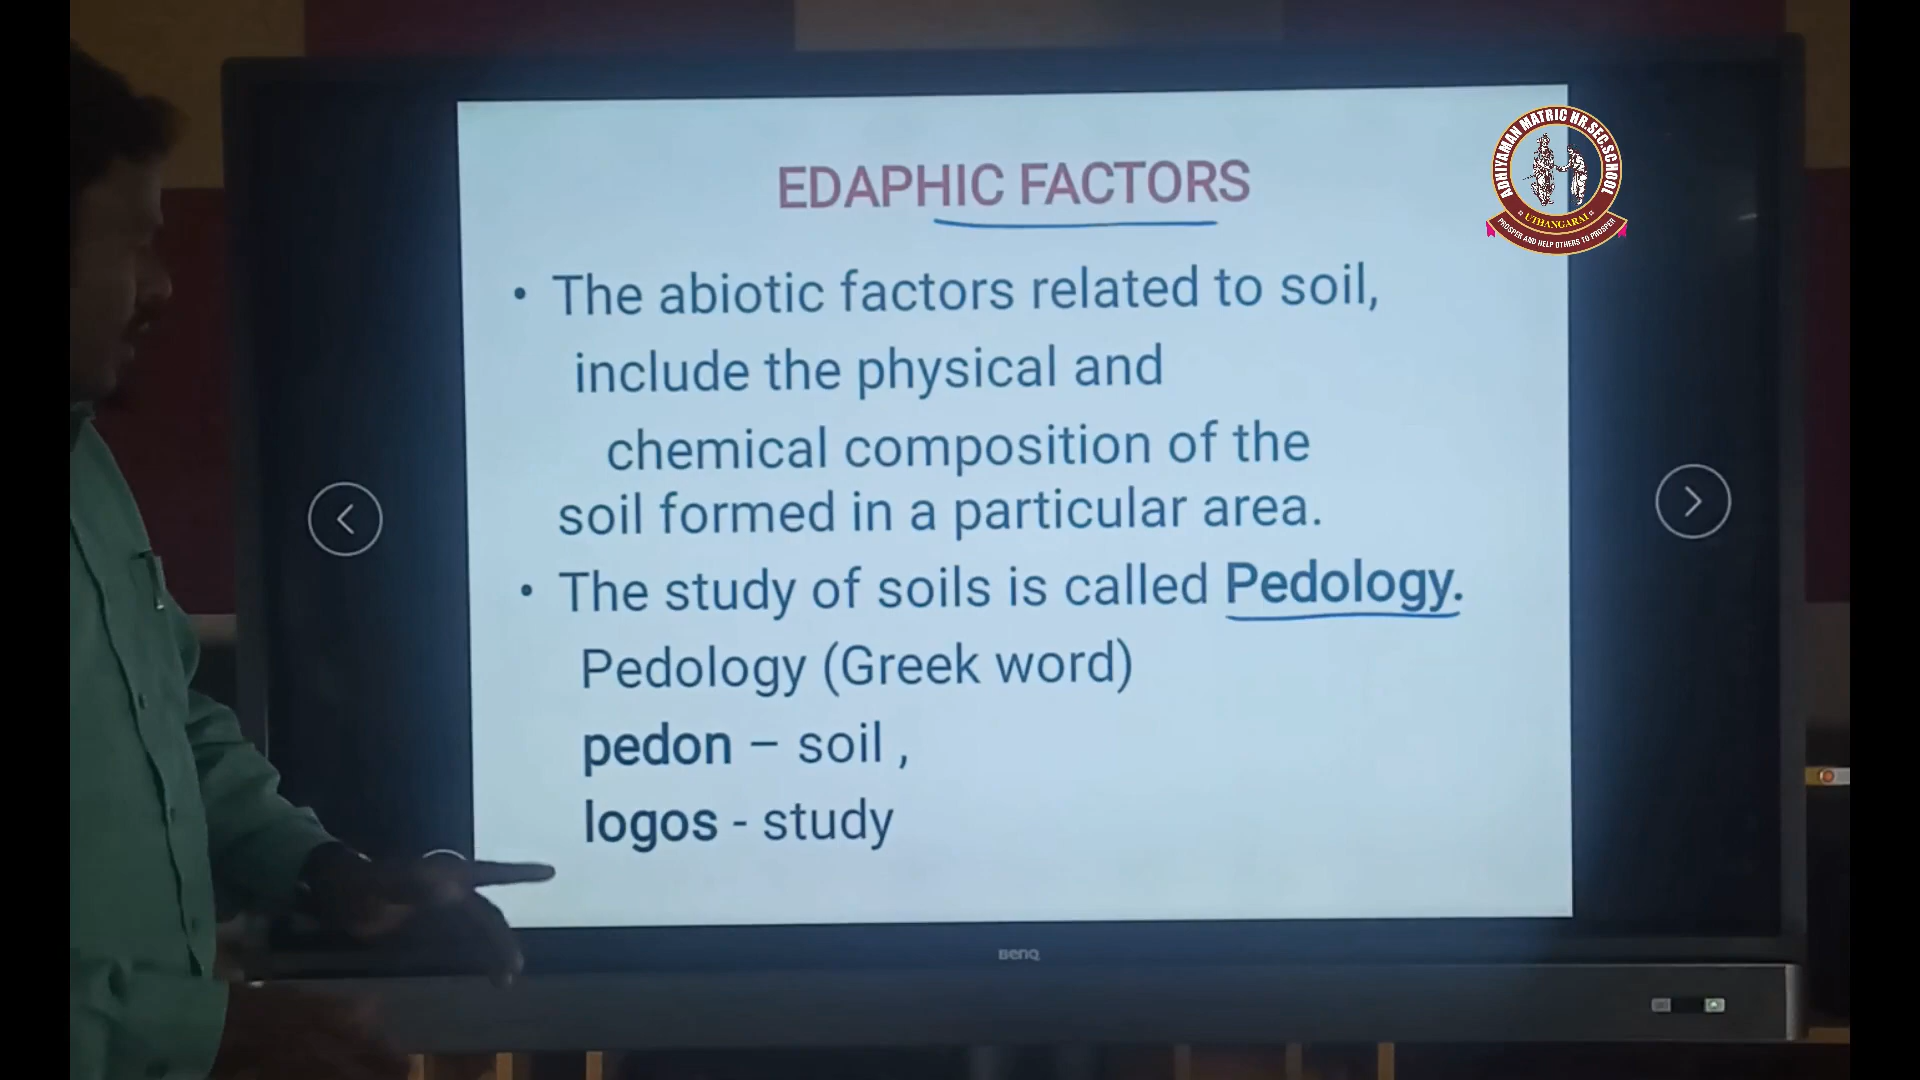 EDAPHIC FACTORS
• The abiotic factors related to soil,
include the physical and
chemical composition of the
soil formed in a particular area.
• The study of soils is called Pedology.
Pedology (Greek word)
pedon – soil ,
logos - study
ADHIYAMAN MATRIC HR.SEC.SCHOOL
UTHANGARAI
PROSPER AND HELP OTHERS TO PROSPER
BenQ